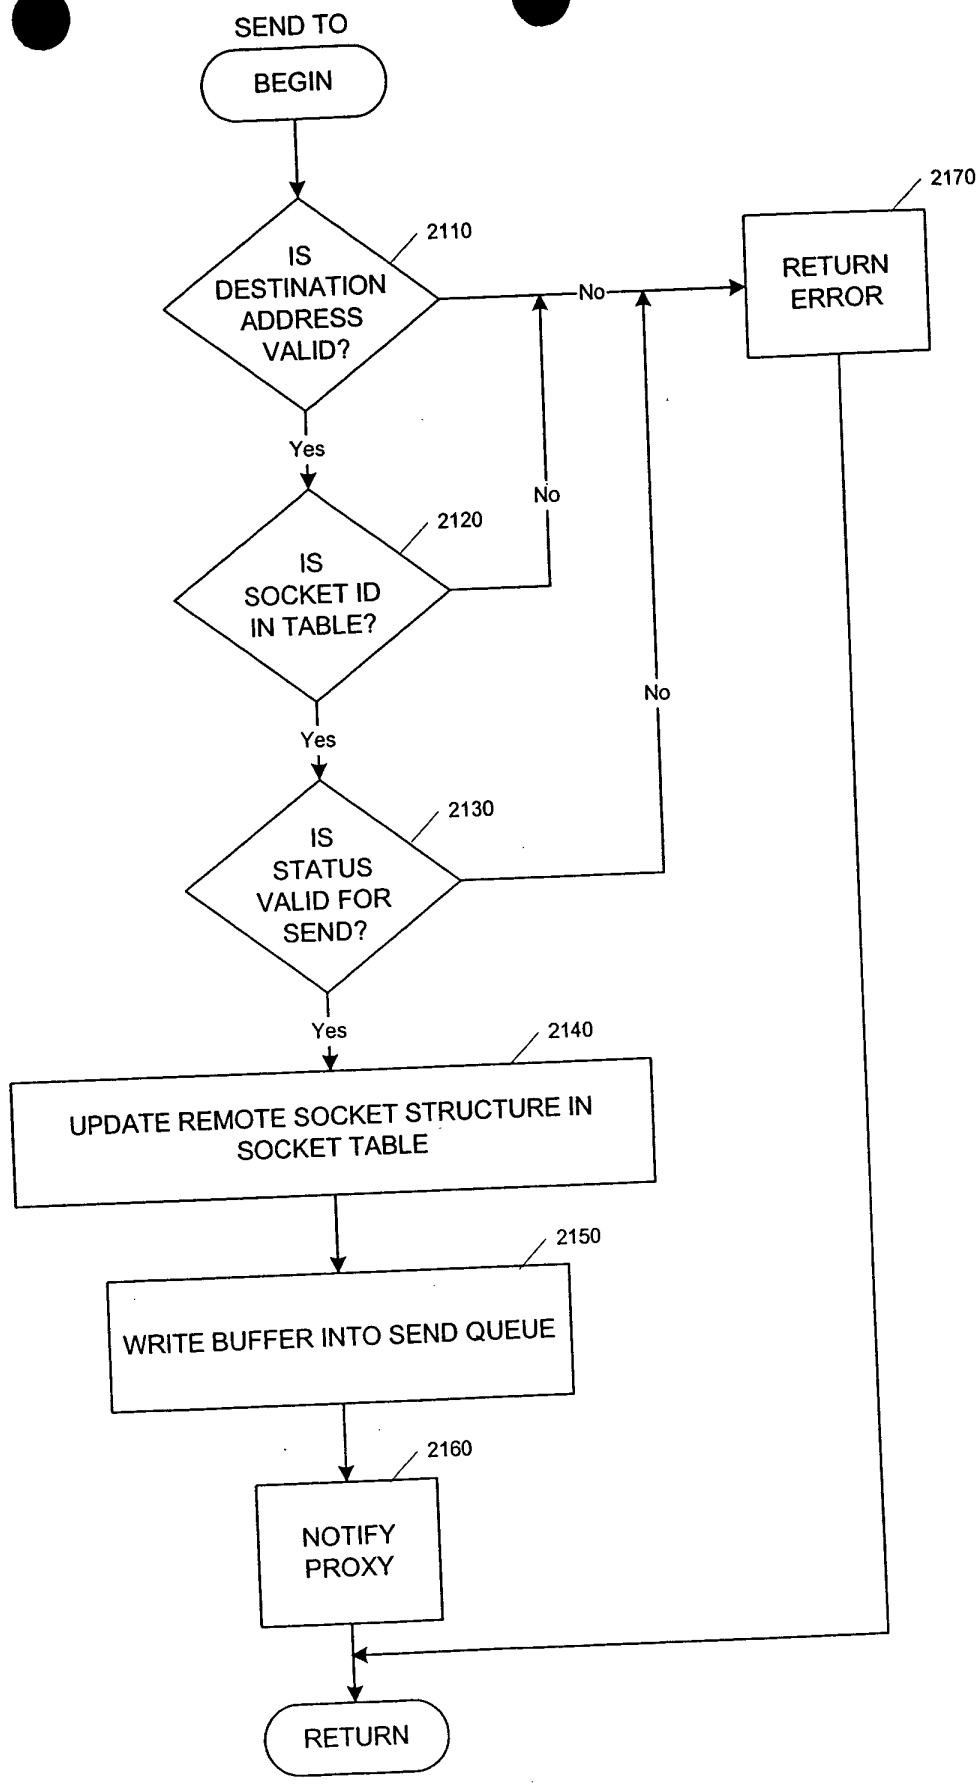 SEND TO
BEGIN
2170
2110
IS
DESTINATION
ADDRESS
VALID?
No
RETURN
ERROR
Yes
2120
No
IS
SOCKET ID
IN TABLE?
No
Yes
2130
IS
STATUS
VALID FOR
SEND?
Yes
2140
UPDATE REMOTE SOCKET STRUCTURE IN
SOCKET TABLE
2150
WRITE BUFFER INTO SEND QUEUE
2160
NOTIFY
PROXY
RETURN